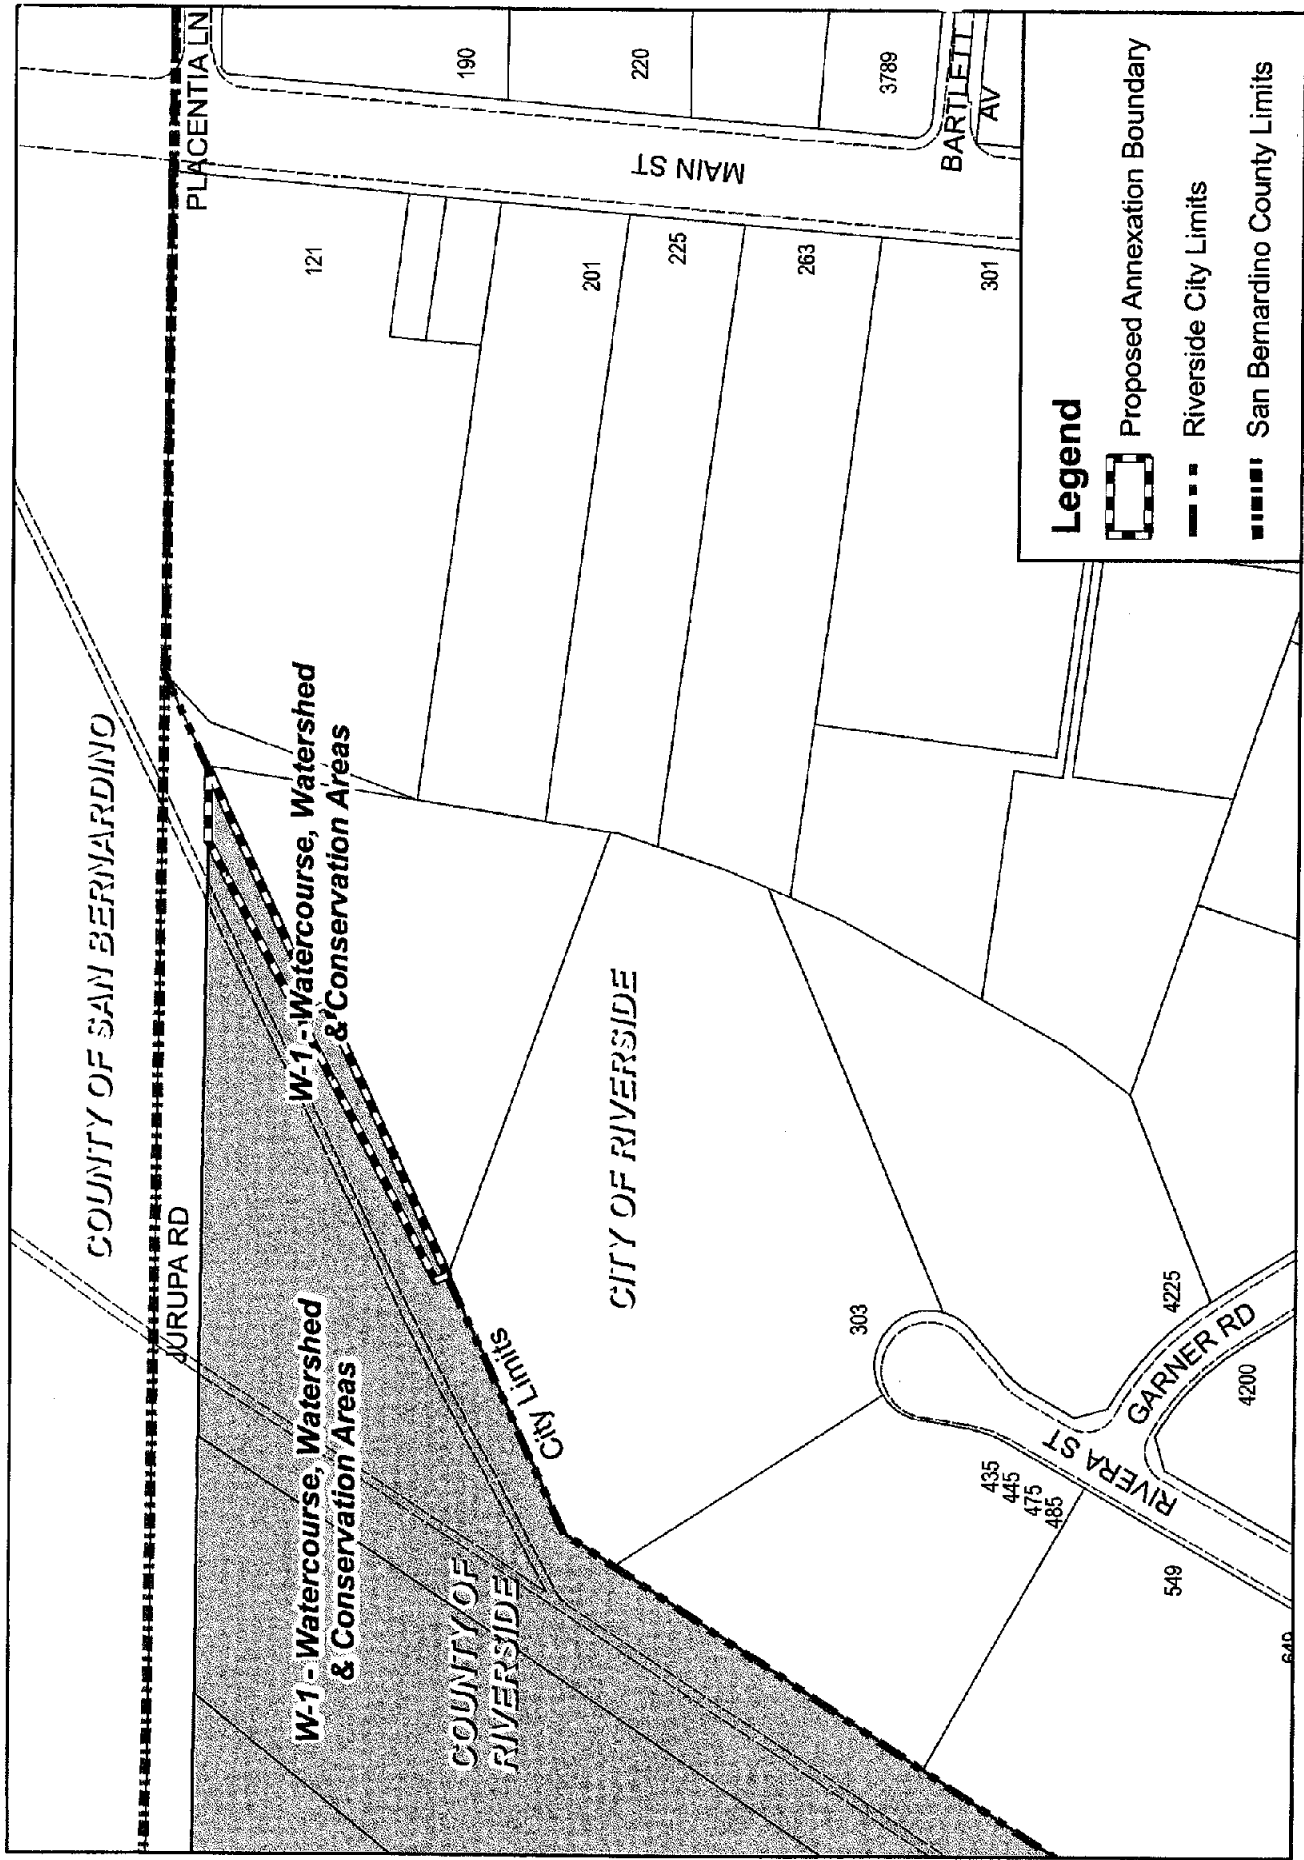 COUNTY OF SAN BERNARDINO
JURUPA RD
PLACENTIA LN
W-1 - Watercourse, Watershed
& Conservation Areas
W-1 - Watercourse, Watershed
& Conservation Areas
COUNTY OF
RIVERSIDE
City Limits
CITY OF RIVERSIDE
121
190
201
220
225
263
3789
301
MAIN ST
BARTLETT
AV
303
435
445
475
485
549
RIVERA ST
GARNER RD
4225
4200
Legend
Proposed Annexation Boundary
Riverside City Limits
San Bernardino County Limits